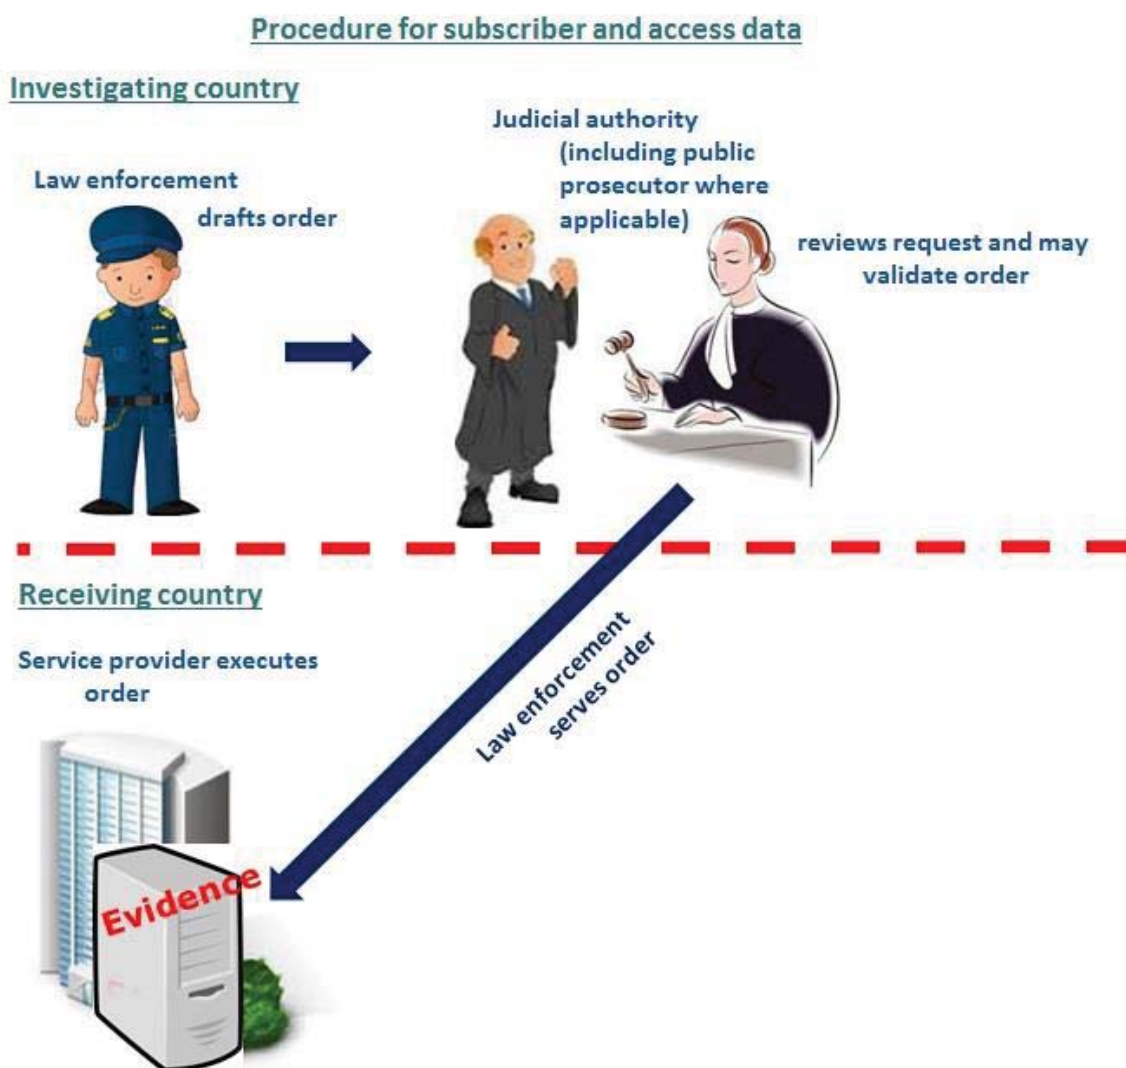 Procedure for subscriber and access data
Investigating country
Law enforcement
drafts order
Judicial authority
(including public
prosecutor where
applicable)
reviews request and may
validate order
Receiving country
Service provider executes
order
Law enforcement
serves order
Evidence